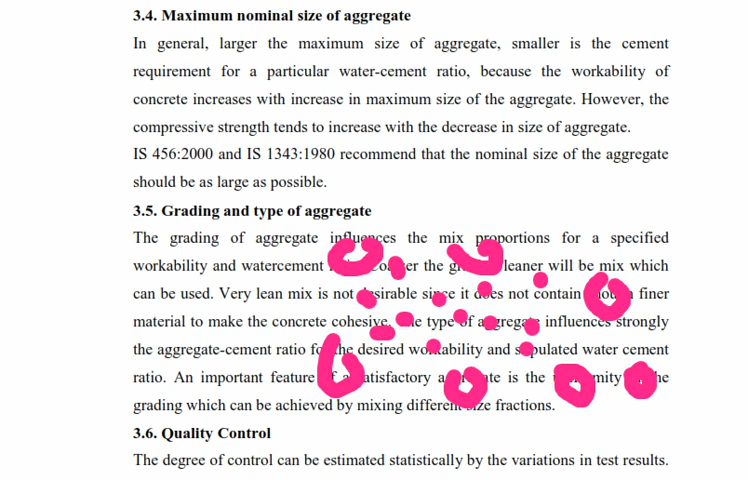 3.4. Maximum nominal size of aggregate
In general, larger the maximum size of aggregate, smaller is the cement
requirement for a particular water-cement ratio, because the workability of
concrete increases with increase in maximum size of the aggregate. However, the
compressive strength tends to increase with the decrease in size of aggregate.
IS 456:2000 and IS 1343:1980 recommend that the nominal size of the aggregate
should be as large as possible.
3.5. Grading and type of aggregate
The grading of aggregate influences the mix proportions for a specified
workability and watercement the leaner will be mix which
can be used. Very lean mix is not desirable since it does not contain finer
material to make the concrete cohesive. type of aggregate influences strongly
the aggregate-cement ratio the desired workability and stipulated water cement
ratio. An important feature satisfactory is the
grading which can be achieved by mixing different size fractions.
3.6. Quality Control
The degree of control can be estimated statistically by the variations in test results.